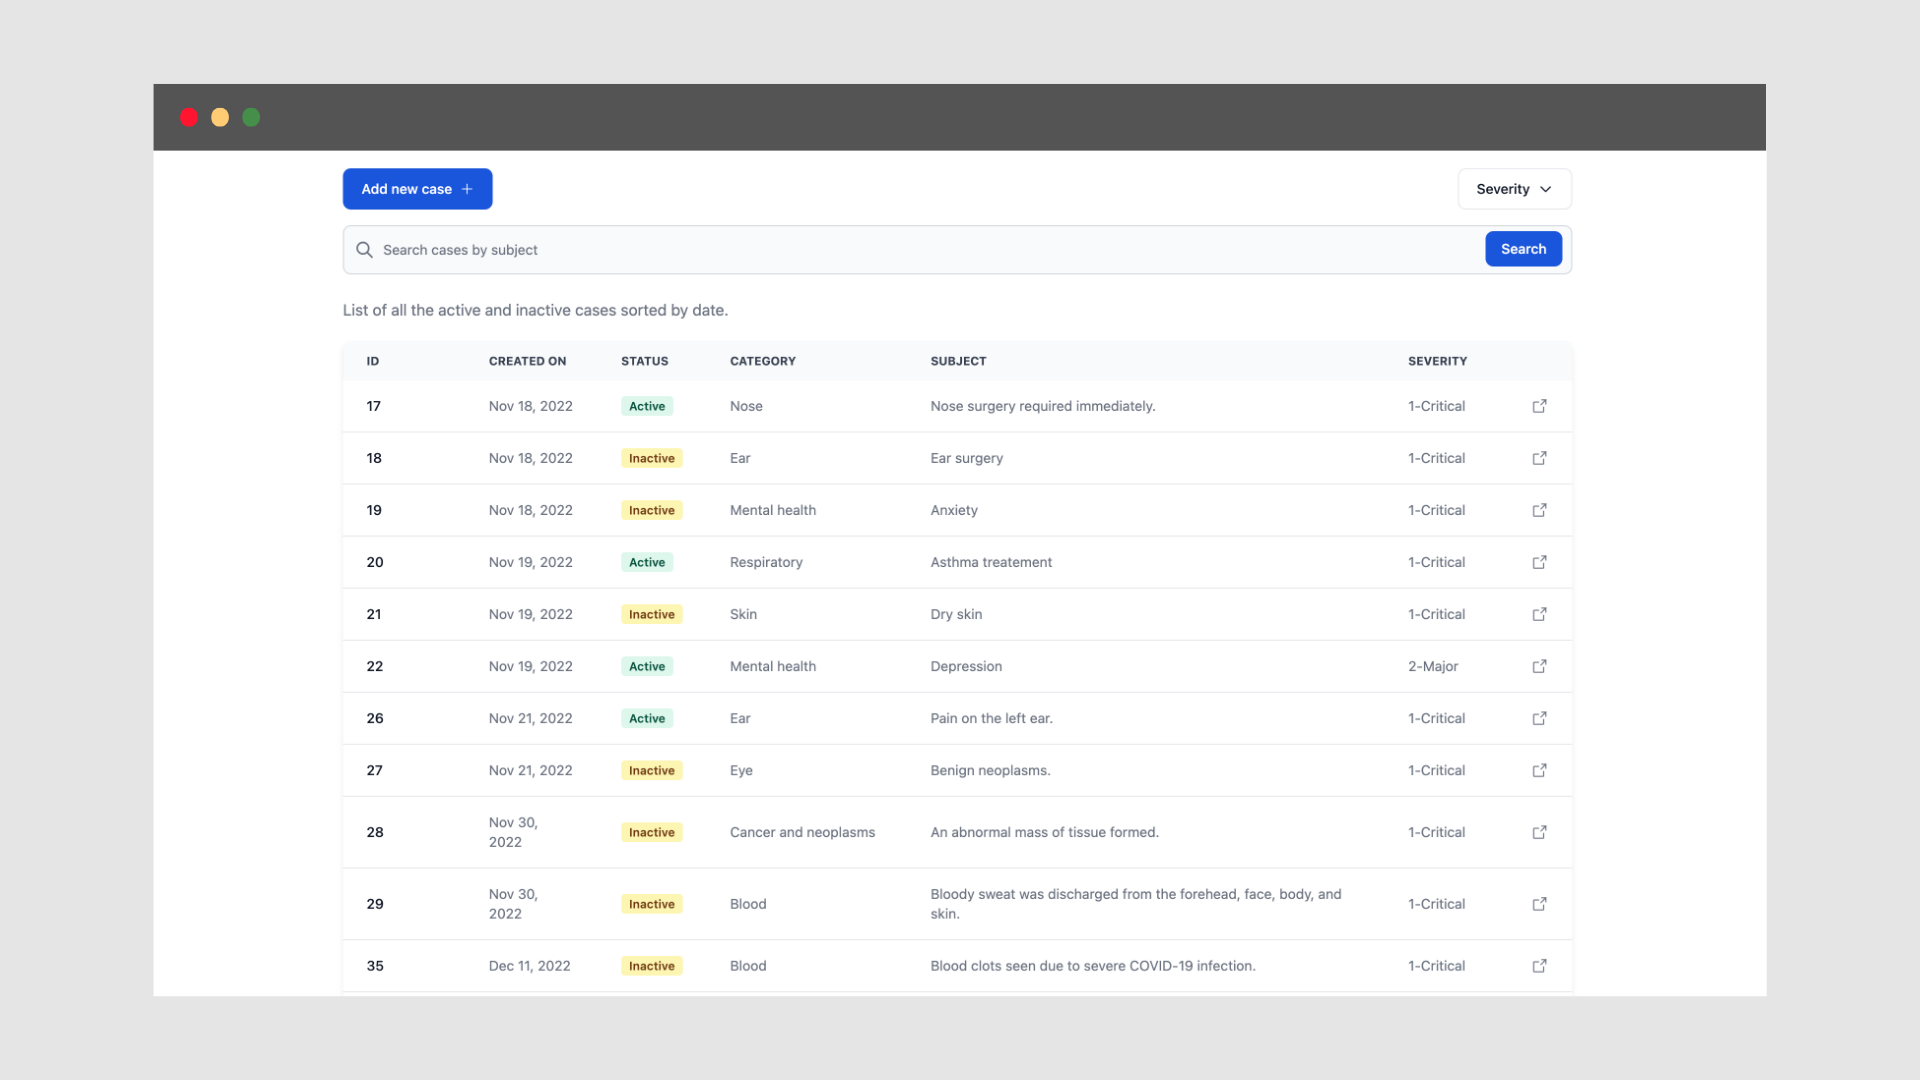 Add new case
Severity
Search cases by subject
Search
List of all the active and inactive cases sorted by date.
ID CREATED ON STATUS CATEGORY SUBJECT SEVERITY
17 Nov 18, 2022 Active Nose Nose surgery required immediately. 1-Critical
18 Nov 18, 2022 Inactive Ear Ear surgery 1-Critical
19 Nov 18, 2022 Inactive Mental health Anxiety 1-Critical
20 Nov 19, 2022 Active Respiratory Asthma treatement 1-Critical
21 Nov 19, 2022 Inactive Skin Dry skin 1-Critical
22 Nov 19, 2022 Active Mental health Depression 2-Major
26 Nov 21, 2022 Active Ear Pain on the left ear. 1-Critical
27 Nov 21, 2022 Inactive Eye Benign neoplasms. 1-Critical
28 Nov 30,
2022 Inactive Cancer and neoplasms An abnormal mass of tissue formed. 1-Critical
29 Nov 30,
2022 Inactive Blood Bloody sweat was discharged from the forehead, face, body, and
skin. 1-Critical
35 Dec 11, 2022 Inactive Blood Blood clots seen due to severe COVID-19 infection. 1-Critical